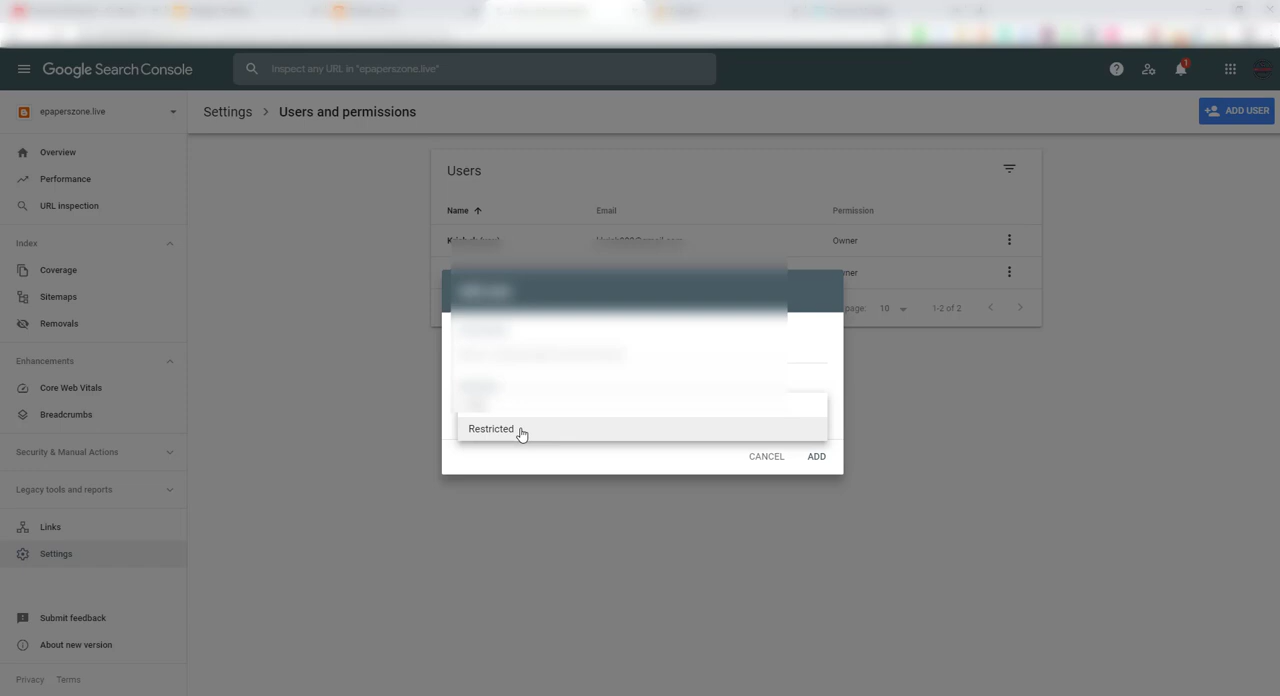 Google Search Console
Inspect any URL in "epaperszone.live"
1
epaperszone.live
Settings > Users and permissions
ADD USER
Overview
Performance
URL inspection
Index
Coverage
Sitemaps
Removals
Enhancements
Core Web Vitals
Breadcrumbs
Security & Manual Actions
Legacy tools and reports
Links
Settings
Submit feedback
About new version
Privacy Terms
Users
Name Email Permission
Owner
page: 10 1-2 of 2
Restricted
CANCEL ADD